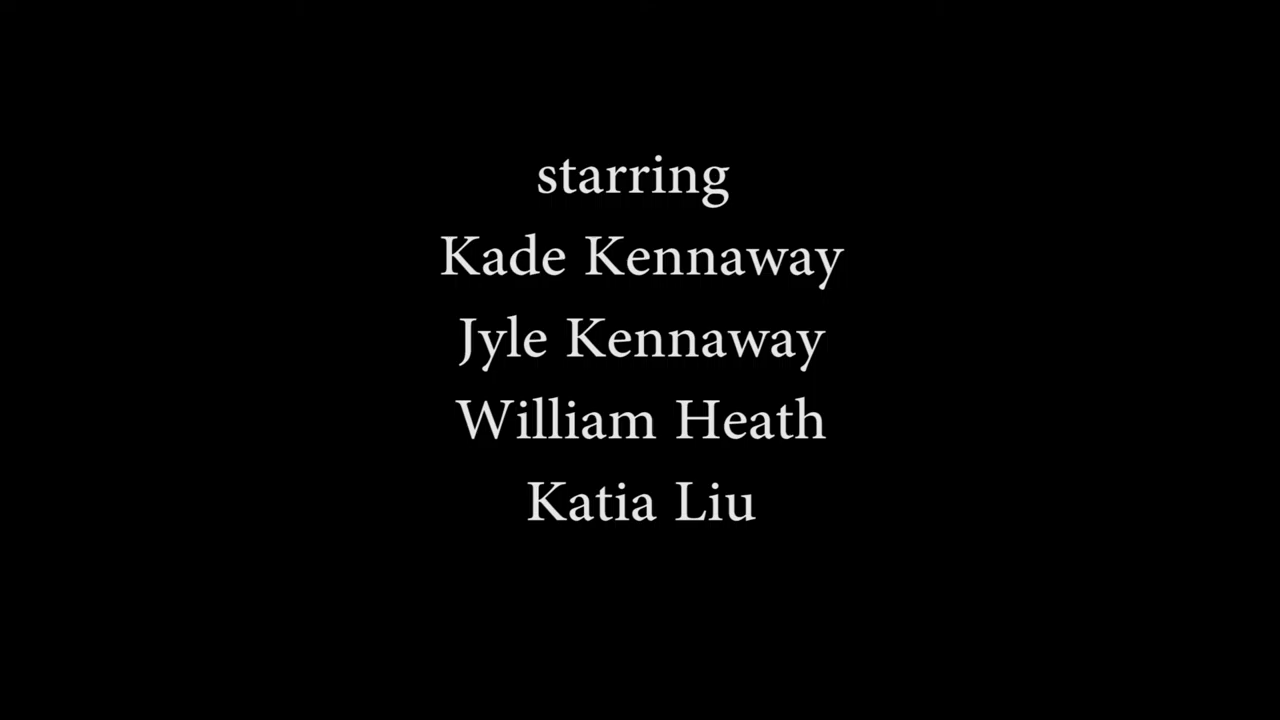 starring
Kade Kennaway
Jyle Kennaway
William Heath
Katia Liu